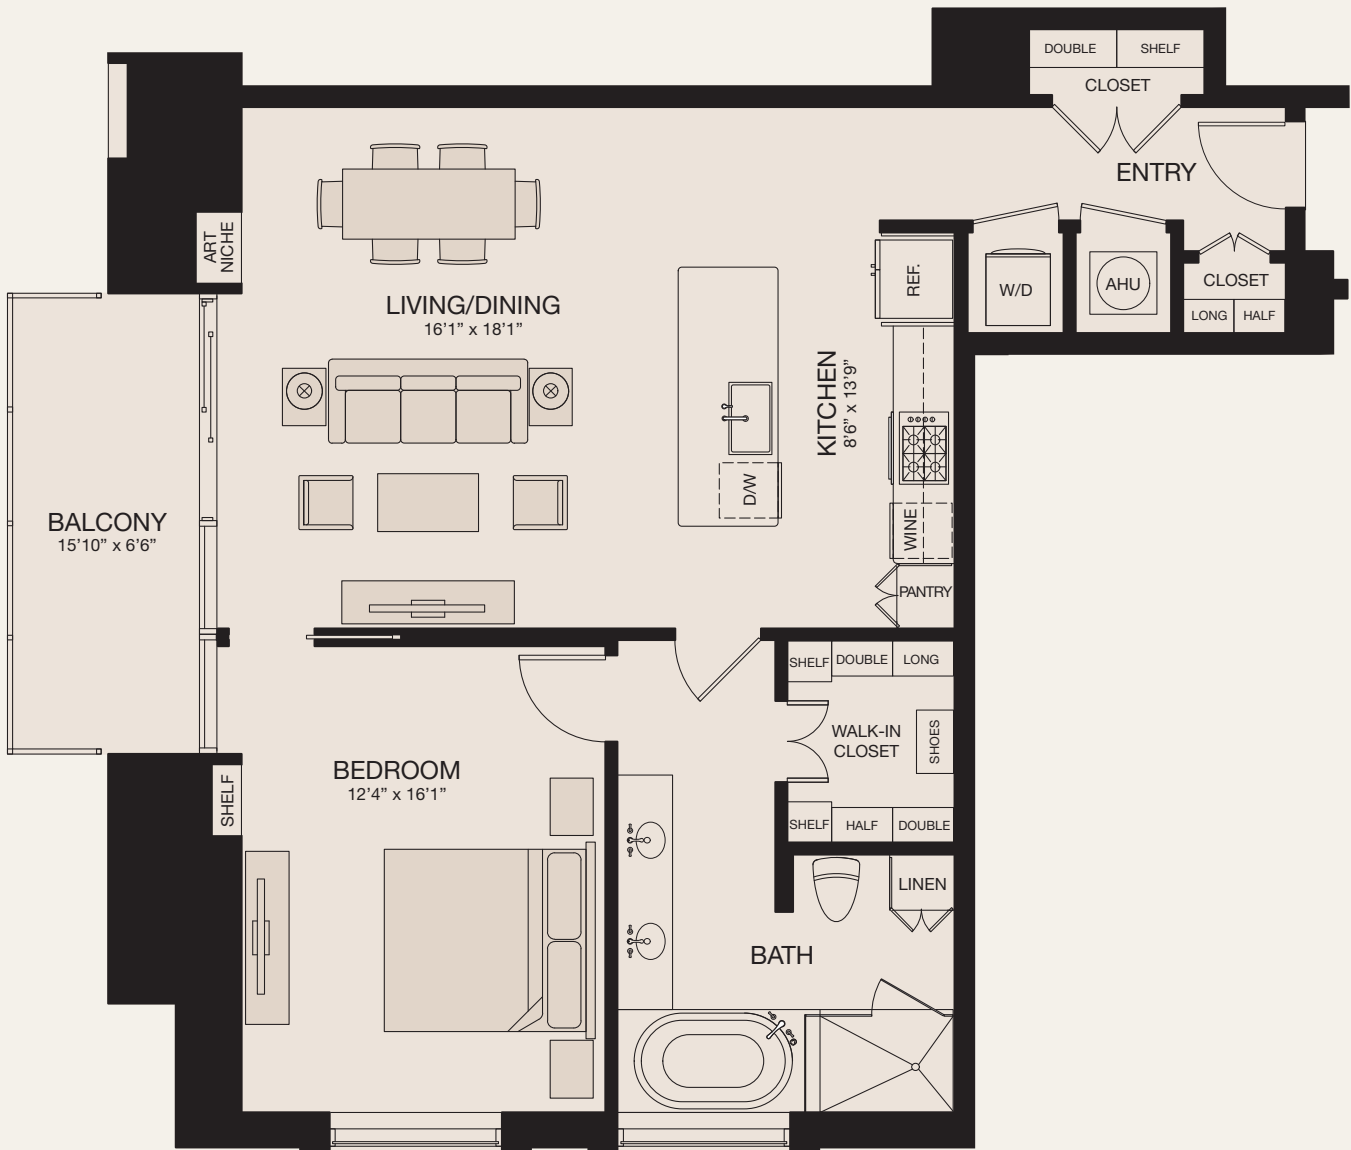 DOUBLE
SHELF
CLOSET
ENTRY
ART
NICHE
REF.
W/D
AHU
CLOSET
LONG
HALF
LIVING/DINING
16’1” x 18’1”
KITCHEN
8’6” x 13’9”
D/W
WINE
PANTRY
BALCONY
15’10” x 6’6”
SHELF
DOUBLE
LONG
WALK-IN
CLOSET
SHOES
SHELF
HALF
DOUBLE
BEDROOM
12’4” x 16’1”
SHELF
LINEN
BATH